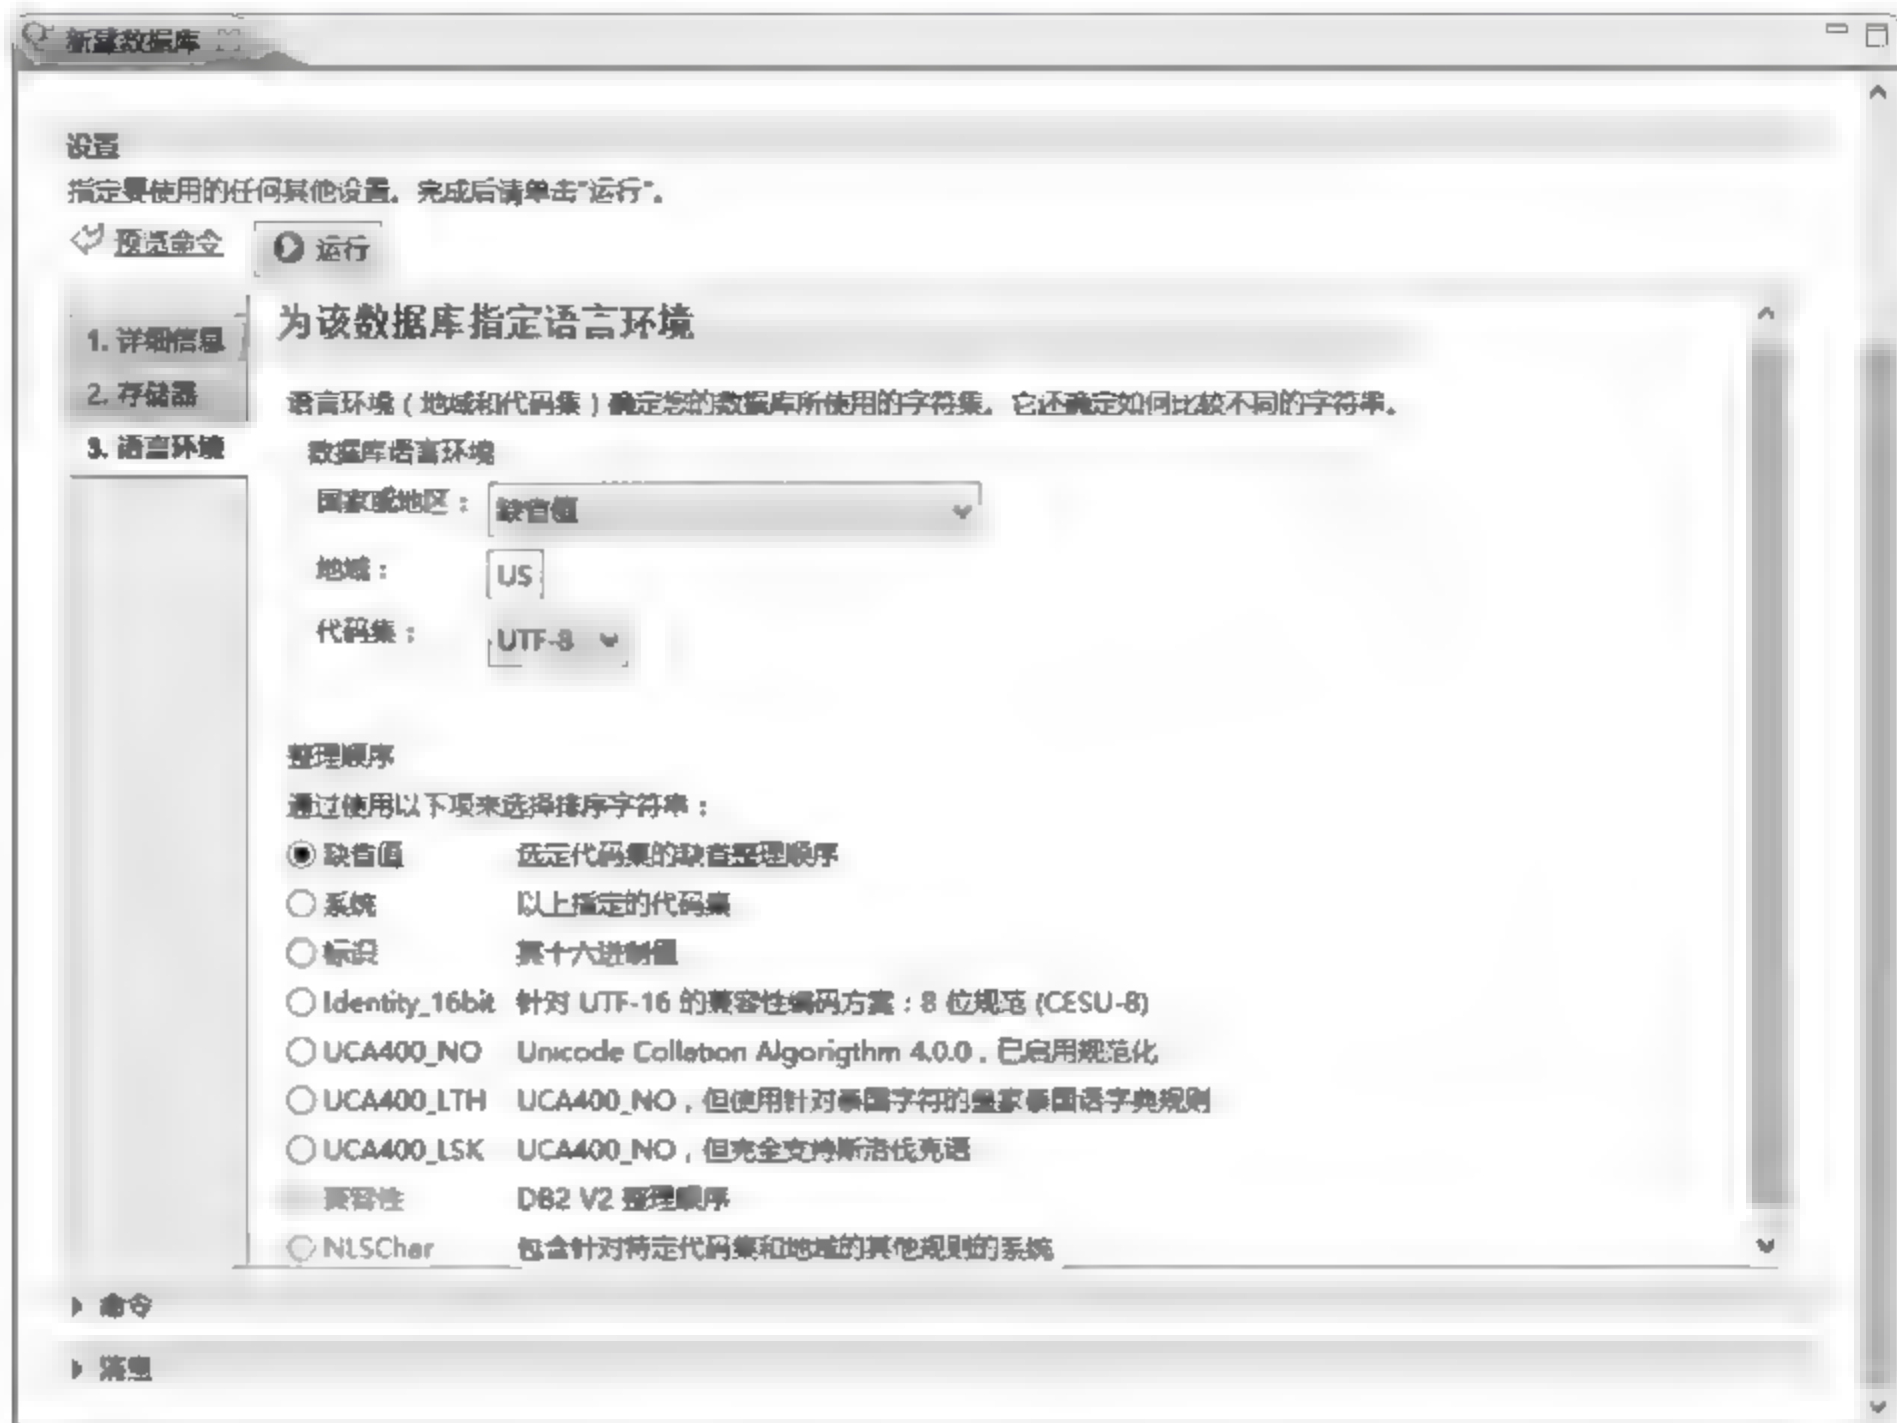 新建数据库
设置
指定要使用的任何其他设置。完成后请单击"运行"。
预览命令 运行
1. 详细信息
2. 存储器
3. 语言环境
为该数据库指定语言环境
语言环境（地域和代码集）确定您的数据库所使用的字符集。它还确定如何比较不同的字符串。
数据库语言环境
国家或地区： 缺省值
地域： US
代码集： UTF-8
整理顺序
通过使用以下项来选择排序字符串：
缺省值 选定代码集的缺省整理顺序
系统 以上指定的代码集
标识 其十六进制值
Identity_16bit 针对 UTF-16 的兼容性编码方案：8 位规范 (CESU-8)
UCA400_NO Unicode Collation Algorigthm 4.0.0，已启用规范化
UCA400_LTH UCA400_NO，但使用针对泰国字符的皇家泰国语字典规则
UCA400_LSK UCA400_NO，但完全支持斯洛伐克语
兼容性 DB2 V2 整理顺序
NLSChar 包含针对特定代码集和地域的其他规则的系统
命令
消息